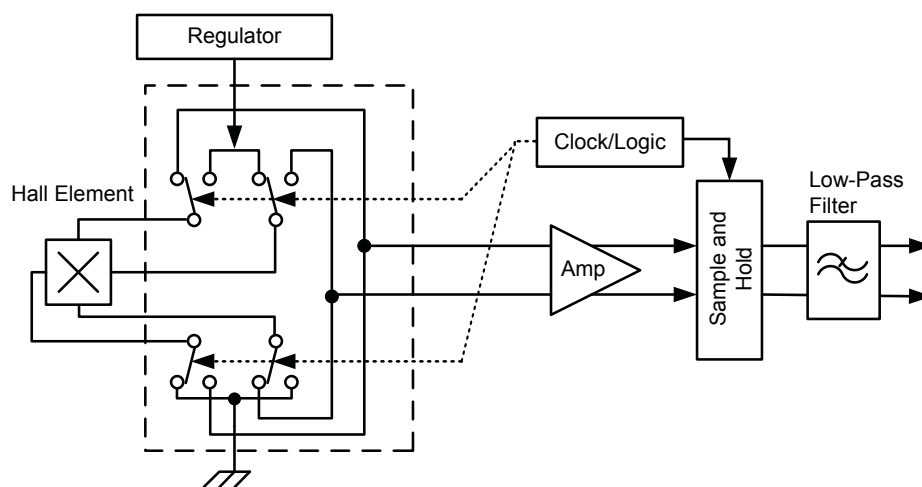 Regulator
Clock/Logic
Hall Element
Low-Pass
Filter
Amp
Sample and
Hold